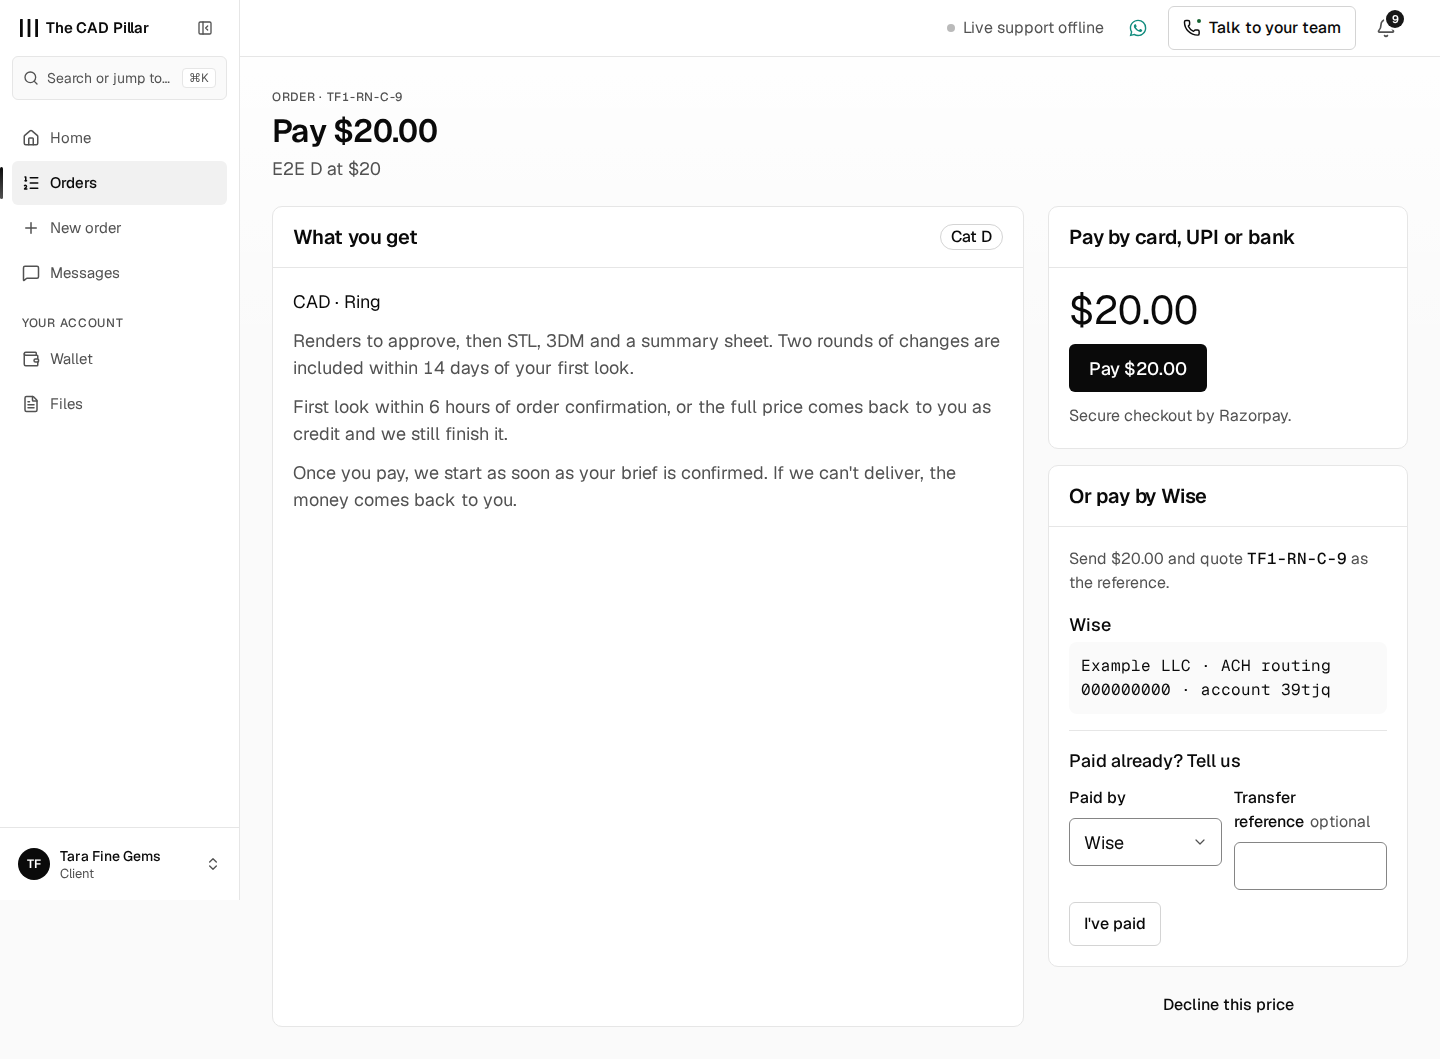 The CAD Pillar
Search or jump to... ⌘K
Home
Orders
New order
Messages
YOUR ACCOUNT
Wallet
Files
TF
Tara Fine Gems
Client
Live support offline
Talk to your team
9
ORDER · TF1-RN-C-9
Pay $20.00
E2E D at $20
What you get
Cat D
CAD · Ring
Renders to approve, then STL, 3DM and a summary sheet. Two rounds of changes are
included within 14 days of your first look.
First look within 6 hours of order confirmation, or the full price comes back to you as
credit and we still finish it.
Once you pay, we start as soon as your brief is confirmed. If we can't deliver, the
money comes back to you.
Pay by card, UPI or bank
$20.00
Pay $20.00
Secure checkout by Razorpay.
Or pay by Wise
Send $20.00 and quote TF1-RN-C-9 as
the reference.
Wise
Example LLC · ACH routing
000000000 · account 39tjq
Paid already? Tell us
Paid by
Wise
Transfer
reference optional
I've paid
Decline this price